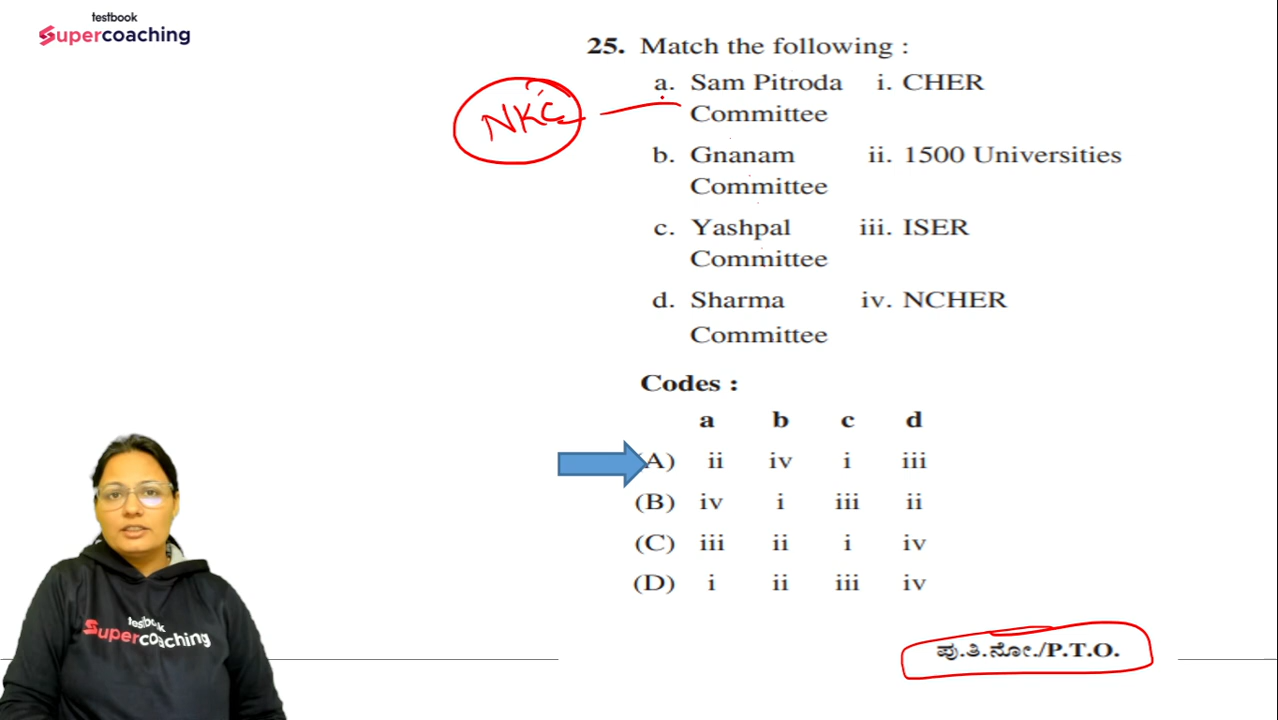 testbook
Supercoaching
25. Match the following :
a. Sam Pitroda i. CHER
Committee
NKC
b. Gnanam ii. 1500 Universities
Committee
c. Yashpal iii. ISER
Committee
d. Sharma iv. NCHER
Committee
Codes :
a b c d
A) ii iv i iii
(B) iv i iii ii
(C) iii ii i iv
(D) i ii iii iv
testbook
Supercoaching
ಪು.ತಿ.ನೋ./P.T.O.